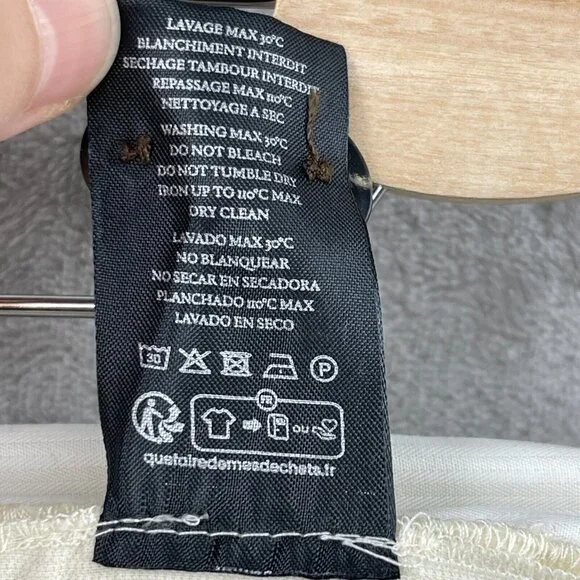 LAVAGE MAX 30°C
BLANCHIMENT INTERDIT
SECHAGE TAMBOUR INTERDIT
REPASSAGE MAX 110°C
NETTOYAGE A SEC
WASHING MAX 30°C
DO NOT BLEACH
DO NOT TUMBLE DRY
IRON UP TO 110°C MAX
DRY CLEAN
LAVADO MAX 30°C
NO BLANQUEAR
NO SECAR EN SECADORA
PLANCHADO 110°C MAX
LAVADO EN SECO
30 P
FR
OU
quefairedemesdechets.fr